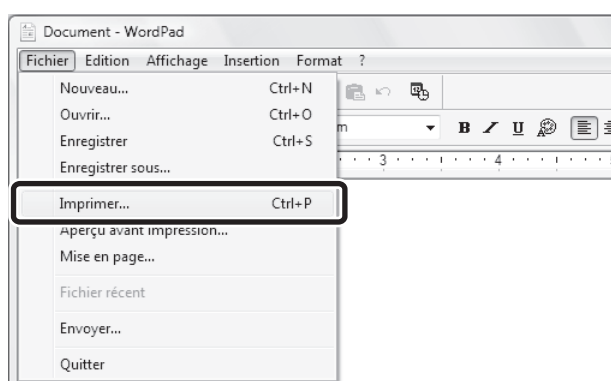 Document - WordPad
Fichier Edition Affichage Insertion Format ?
Nouveau... Ctrl+N
Ouvrir... Ctrl+O
m B I U
Enregistrer Ctrl+S
Enregistrer sous...
3 4
Imprimer... Ctrl+P
Aperçu avant impression...
Mise en page...
Fichier récent
Envoyer...
Quitter